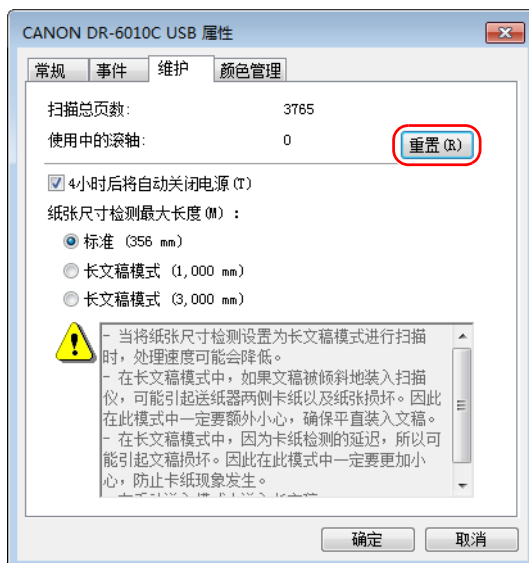 CANON DR-6010C USB 属性
常规 事件 维护 颜色管理
扫描总页数: 3765
使用中的滚轴: 0 重置(R)
4小时后将自动关闭电源(T)
纸张尺寸检测最大长度(M) :
标准 (356 mm)
长文稿模式 (1,000 mm)
长文稿模式 (3,000 mm)
- 当将纸张尺寸检测设置为长文稿模式进行扫描
时，处理速度可能会降低。
- 在长文稿模式中，如果文稿被倾斜地装入扫描
仪，可能引起送纸器两侧卡纸以及纸张损坏。因此
在此模式中一定要额外小心，确保平直装入文稿。
- 在长文稿模式中，因为卡纸检测的延迟，所以可
能引起文稿损坏。因此在此模式中一定要更加小
心，防止卡纸现象发生。
确定 取消